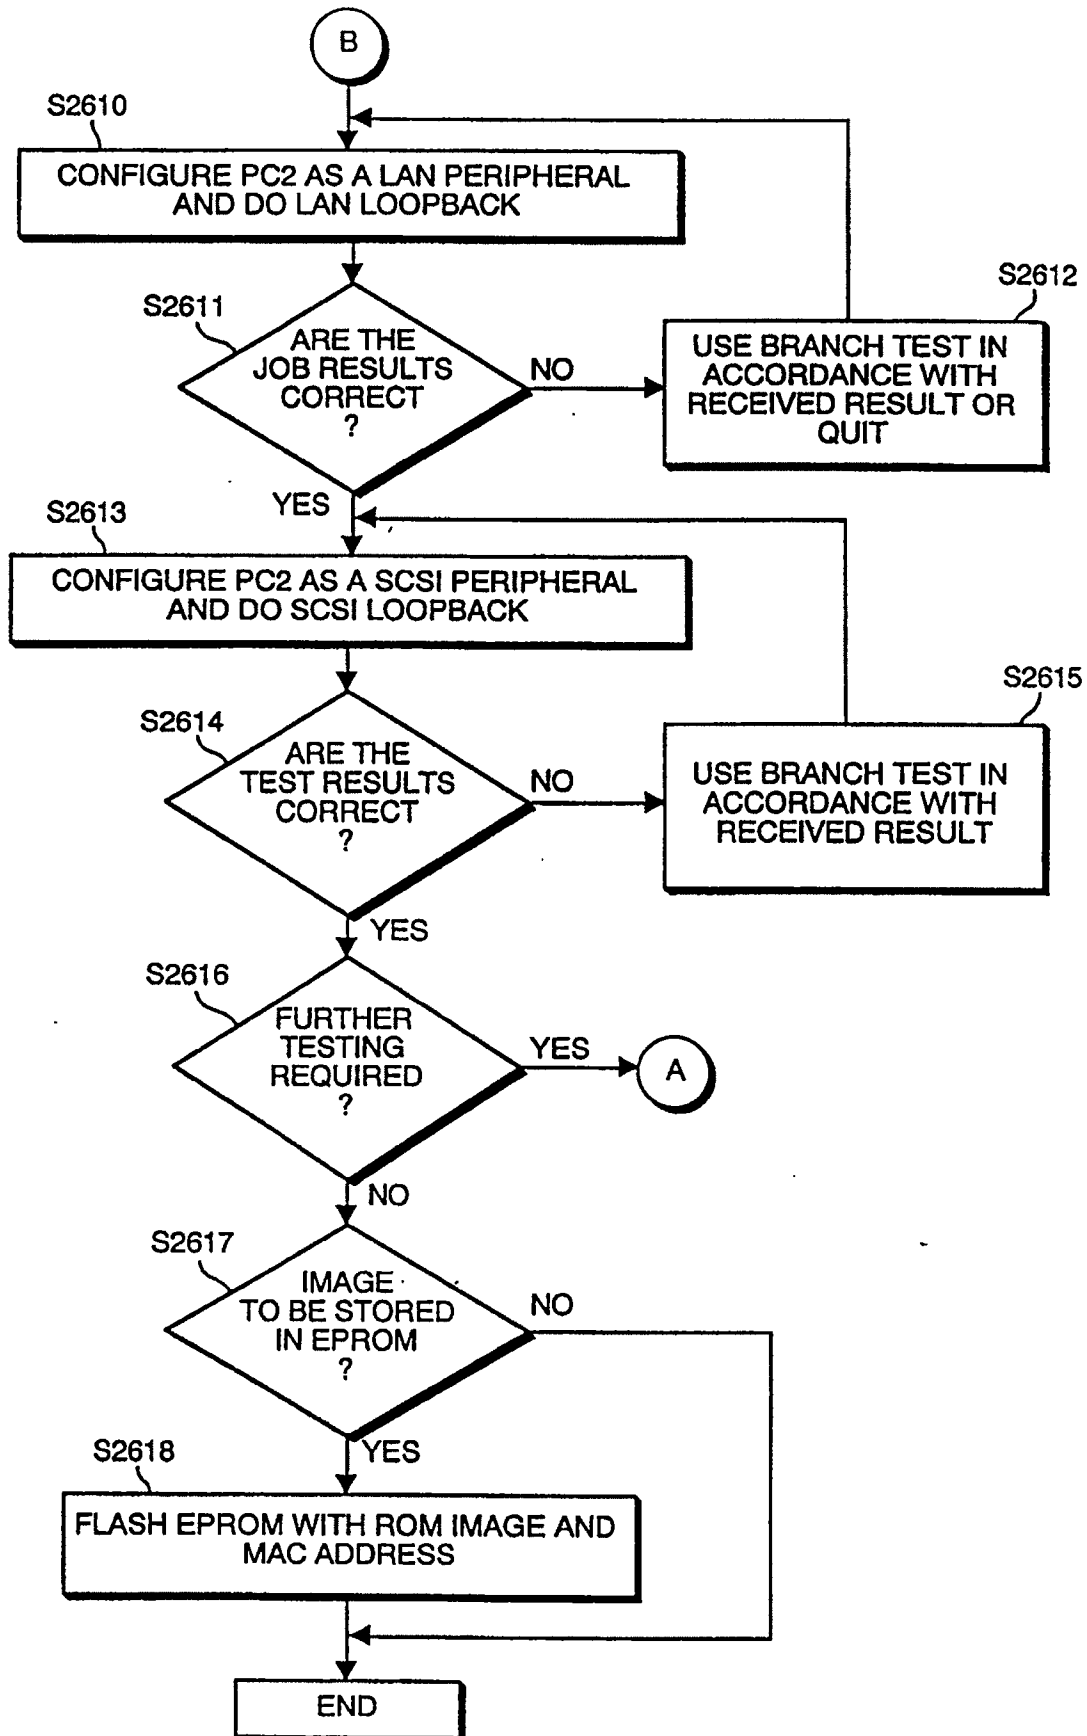 B
S2610
CONFIGURE PC2 AS A LAN PERIPHERAL
AND DO LAN LOOPBACK
S2611
ARE THE
JOB RESULTS
CORRECT
?
NO
S2612
USE BRANCH TEST IN
ACCORDANCE WITH
RECEIVED RESULT OR
QUIT
YES
S2613
CONFIGURE PC2 AS A SCSI PERIPHERAL
AND DO SCSI LOOPBACK
S2614
ARE THE
TEST RESULTS
CORRECT
?
NO
S2615
USE BRANCH TEST IN
ACCORDANCE WITH
RECEIVED RESULT
YES
S2616
FURTHER
TESTING
REQUIRED
?
YES
A
NO
S2617
IMAGE
TO BE STORED
IN EPROM
?
NO
YES
S2618
FLASH EPROM WITH ROM IMAGE AND
MAC ADDRESS
END